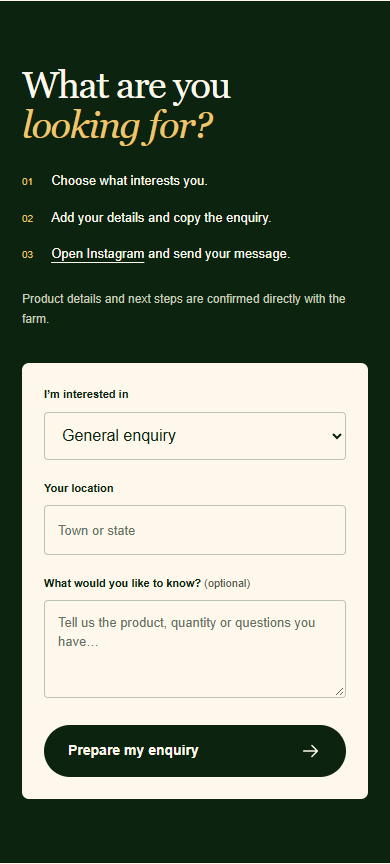 What are you
looking for?
01 Choose what interests you.
02 Add your details and copy the enquiry.
03 Open Instagram and send your message.
Product details and next steps are confirmed directly with the
farm.
I'm interested in
General enquiry
Your location
Town or state
What would you like to know? (optional)
Tell us the product, quantity or questions you
have…
Prepare my enquiry